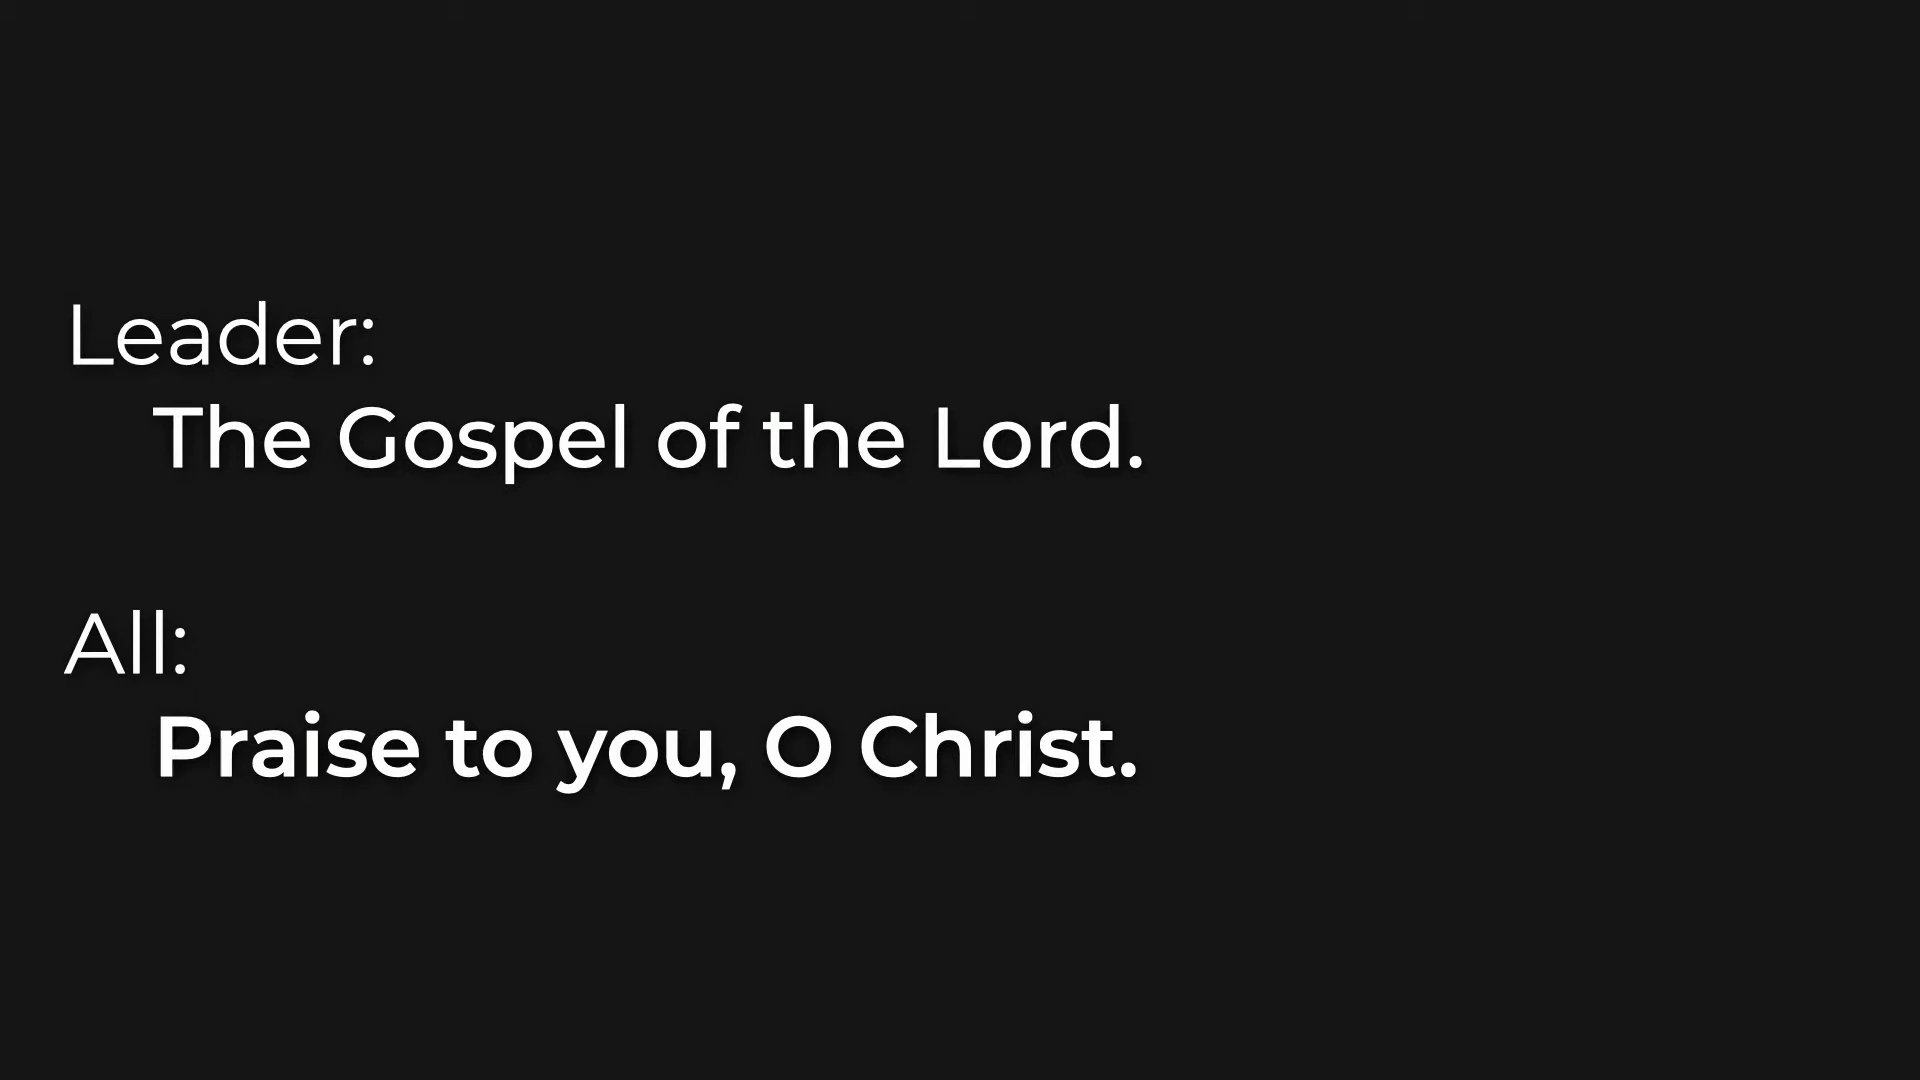 Leader:
The Gospel of the Lord.
All:
Praise to you, O Christ.